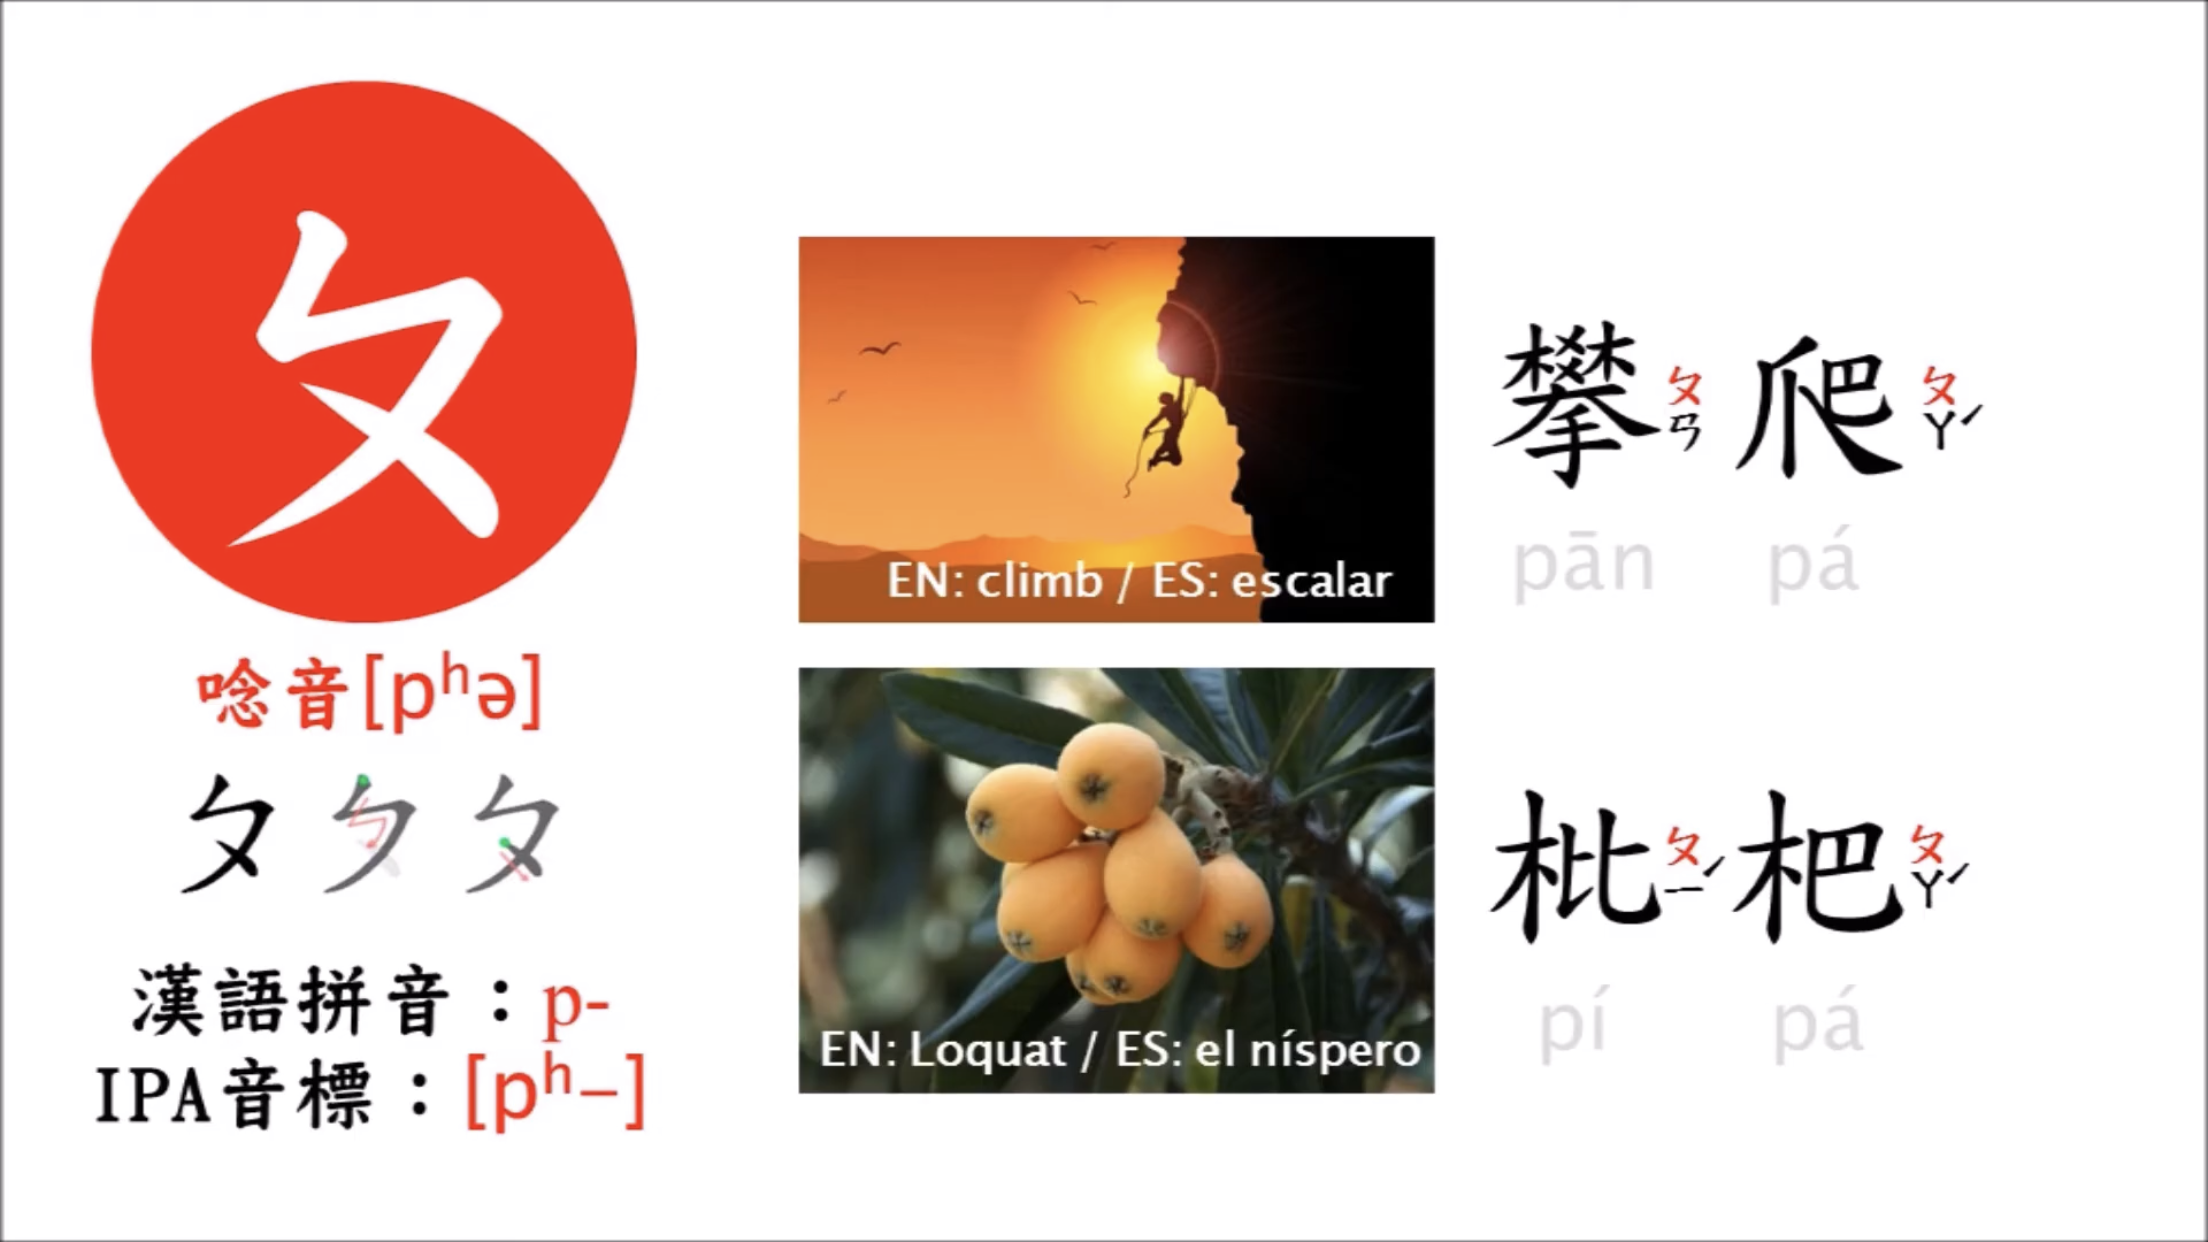 ㄆ
唸音[pʰə]
ㄆ ㄆ ㄆ
漢語拼音：p-
IPA音標：[pʰ–]
EN: climb / ES: escalar
攀ㄆㄢ 爬ㄆㄚˊ
pān pá
EN: Loquat / ES: el níspero
枇ㄆㄧˊ 杷ㄆㄚˊ
pí pá